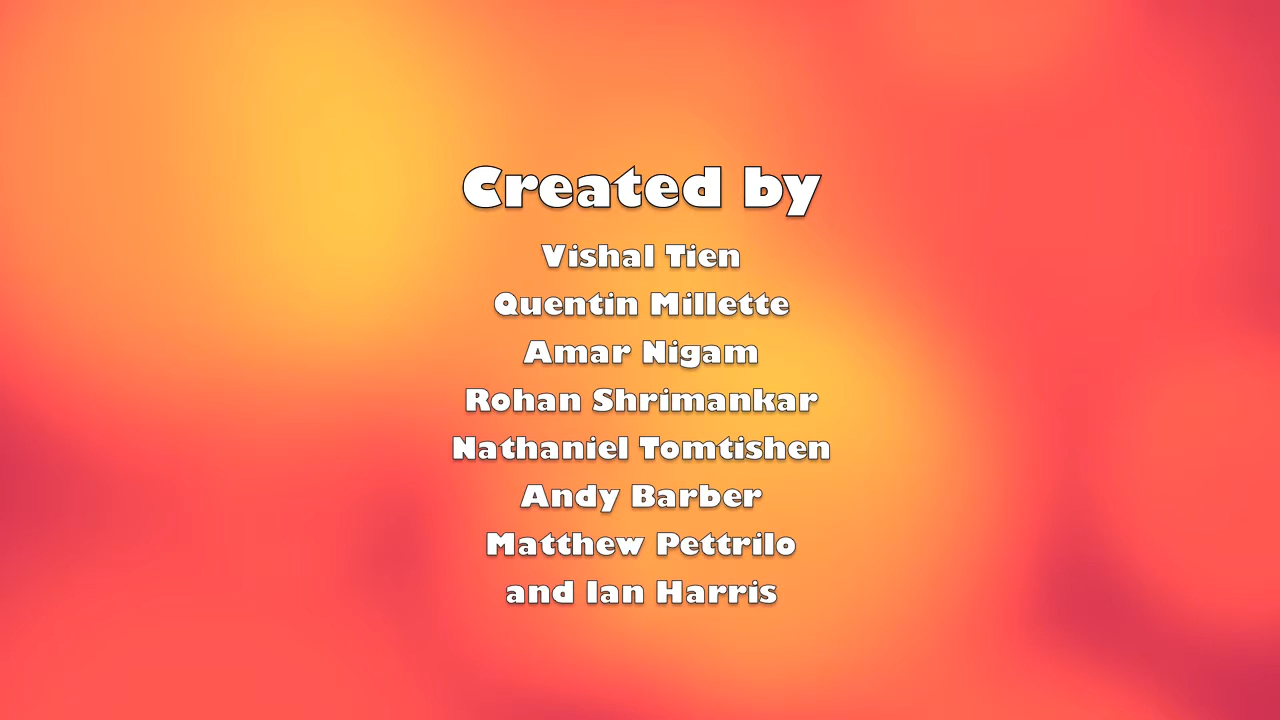 Created by
Vishal Tien
Quentin Millette
Amar Nigam
Rohan Shrimankar
Nathaniel Tomtishen
Andy Barber
Matthew Pettrilo
and Ian Harris